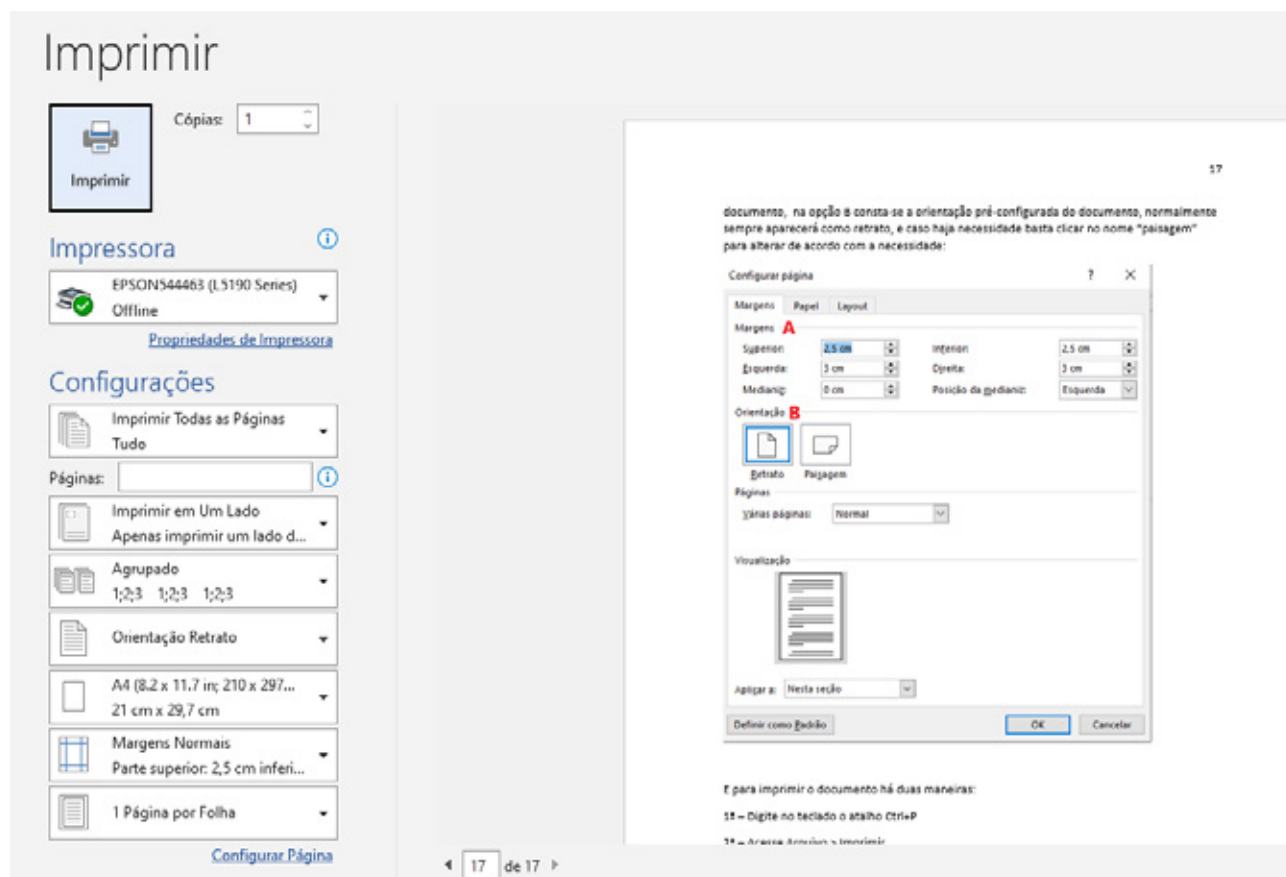 Imprimir
Cópias: 1
Imprimir
Impressora
EPSON544463 (L5190 Series)
Offline
Propriedades de Impressora
Configurações
Imprimir Todas as Páginas
Tudo
Páginas:
Imprimir em Um Lado
Apenas imprimir um lado d...
Agrupado
1;2;3 1;2;3 1;2;3
Orientação Retrato
A4 (8.2 x 11.7 in; 210 x 297...
21 cm x 29,7 cm
Margens Normais
Parte superior: 2,5 cm inferi...
1 Página por Folha
Configurar Página
17
documento, na opção B consta-se a orientação pré-configurada do documento, normalmente
sempre aparecerá como retrato, e caso haja necessidade basta clicar no nome “paisagem”
para alterar de acordo com a necessidade:
Configurar página ? X
Margens Papel Layout
Margens A
Superior: 2,5 cm Inferior: 2,5 cm
Esquerda: 3 cm Direita: 3 cm
Medianiz: 0 cm Posição da medianiz: Esquerda
Orientação B
Retrato Paisagem
Páginas
Várias páginas: Normal
Visualização
Aplicar a: Nesta seção
Definir como Padrão OK Cancelar
E para imprimir o documento há duas maneiras:
1ª – Digite no teclado o atalho Ctrl+P
2ª – Acesse Arquivo > Imprimir
17 de 17